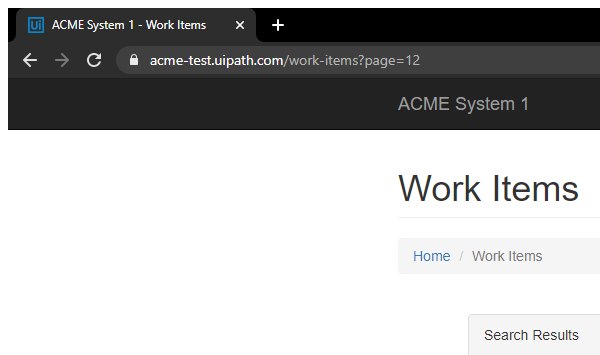 Ui ACME System 1 - Work Items
acme-test.uipath.com/work-items?page=12
ACME System 1
Work Items
Home / Work Items
Search Results